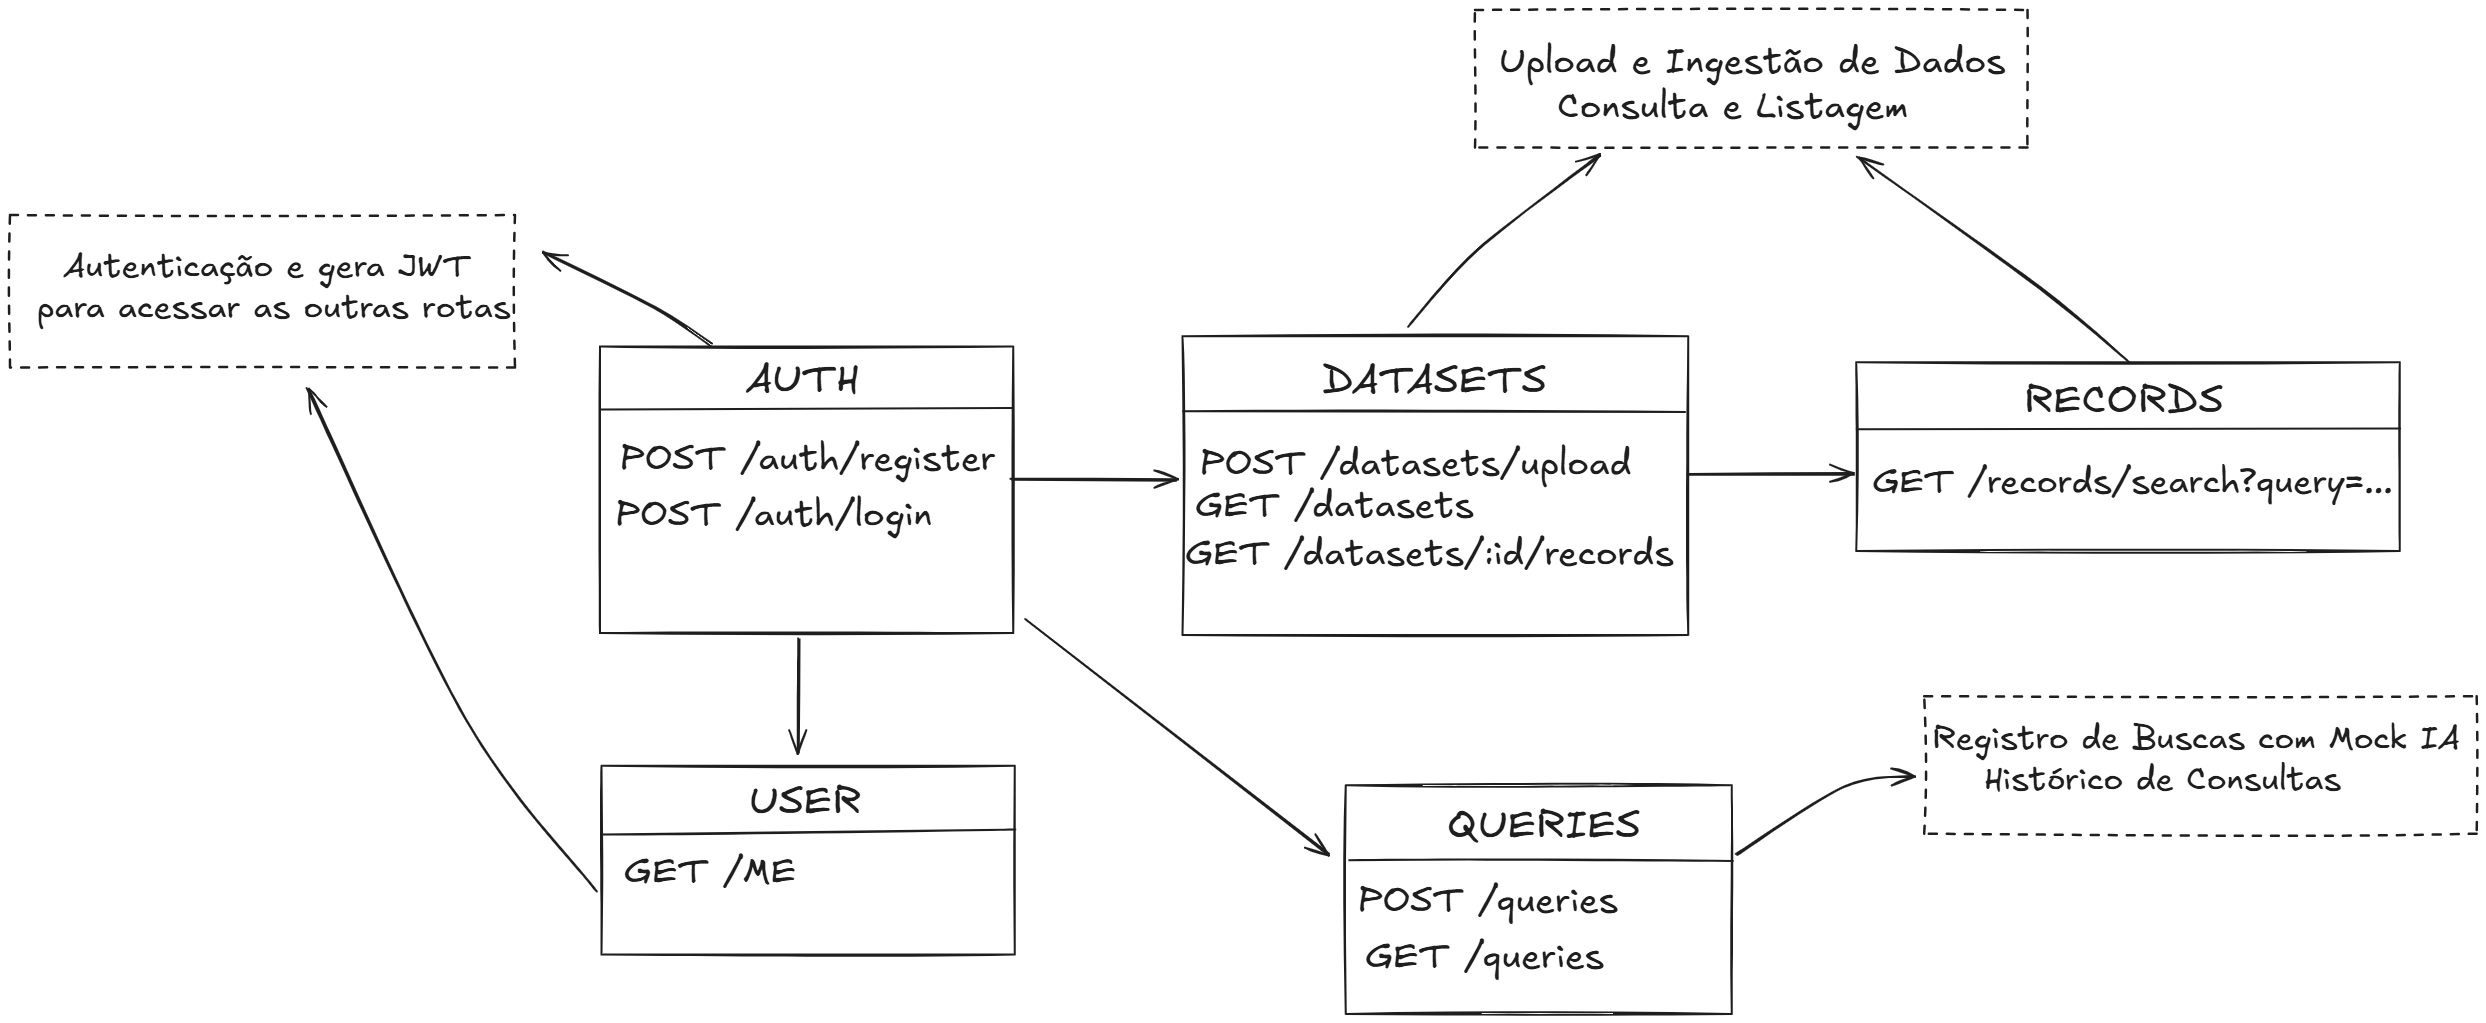 Upload e Ingestão de Dados
Consulta e Listagem
Autenticação e gera JWT
para acessar as outras rotas
AUTH
POST /auth/register
POST /auth/login
DATASETS
POST /datasets/upload
GET /datasets
GET /datasets/:id/records
RECORDS
GET /records/search?query=...
USER
GET /ME
QUERIES
POST /queries
GET /queries
Registro de Buscas com Mock IA
Histórico de Consultas